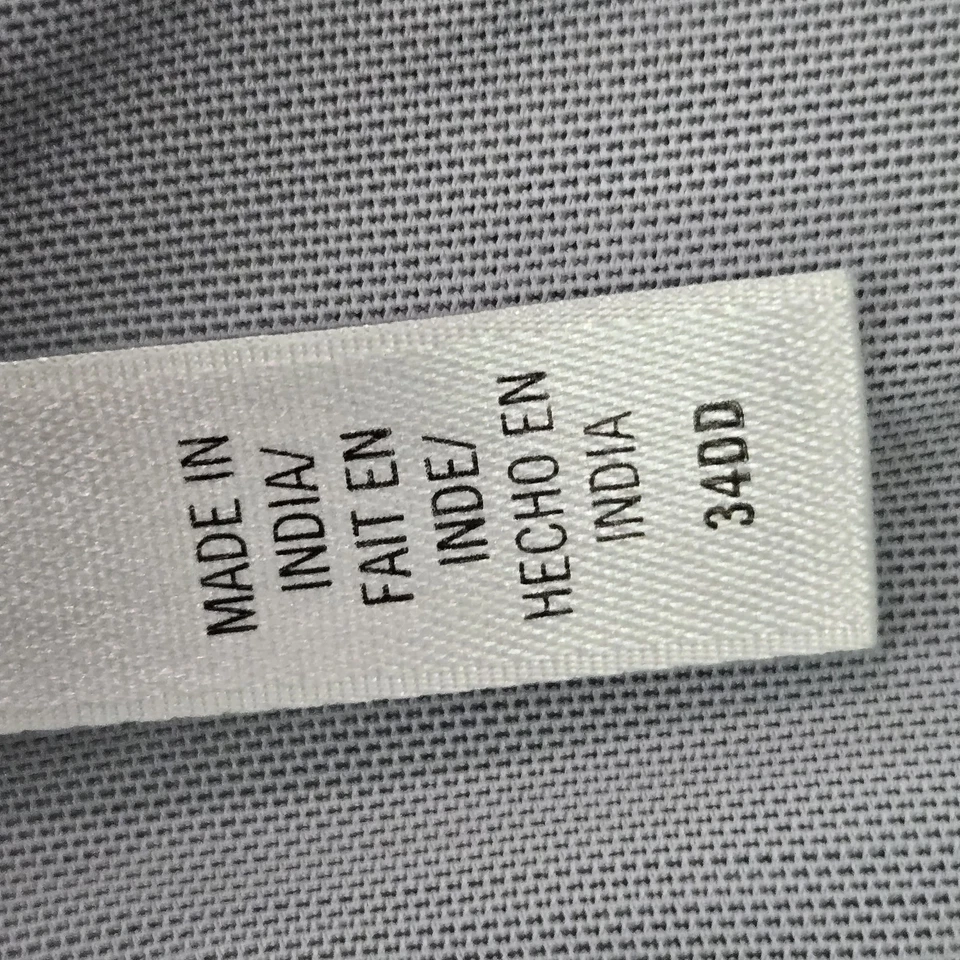 MADE IN
INDIA/
FAIT EN
INDE/
HECHO EN
INDIA
34DD